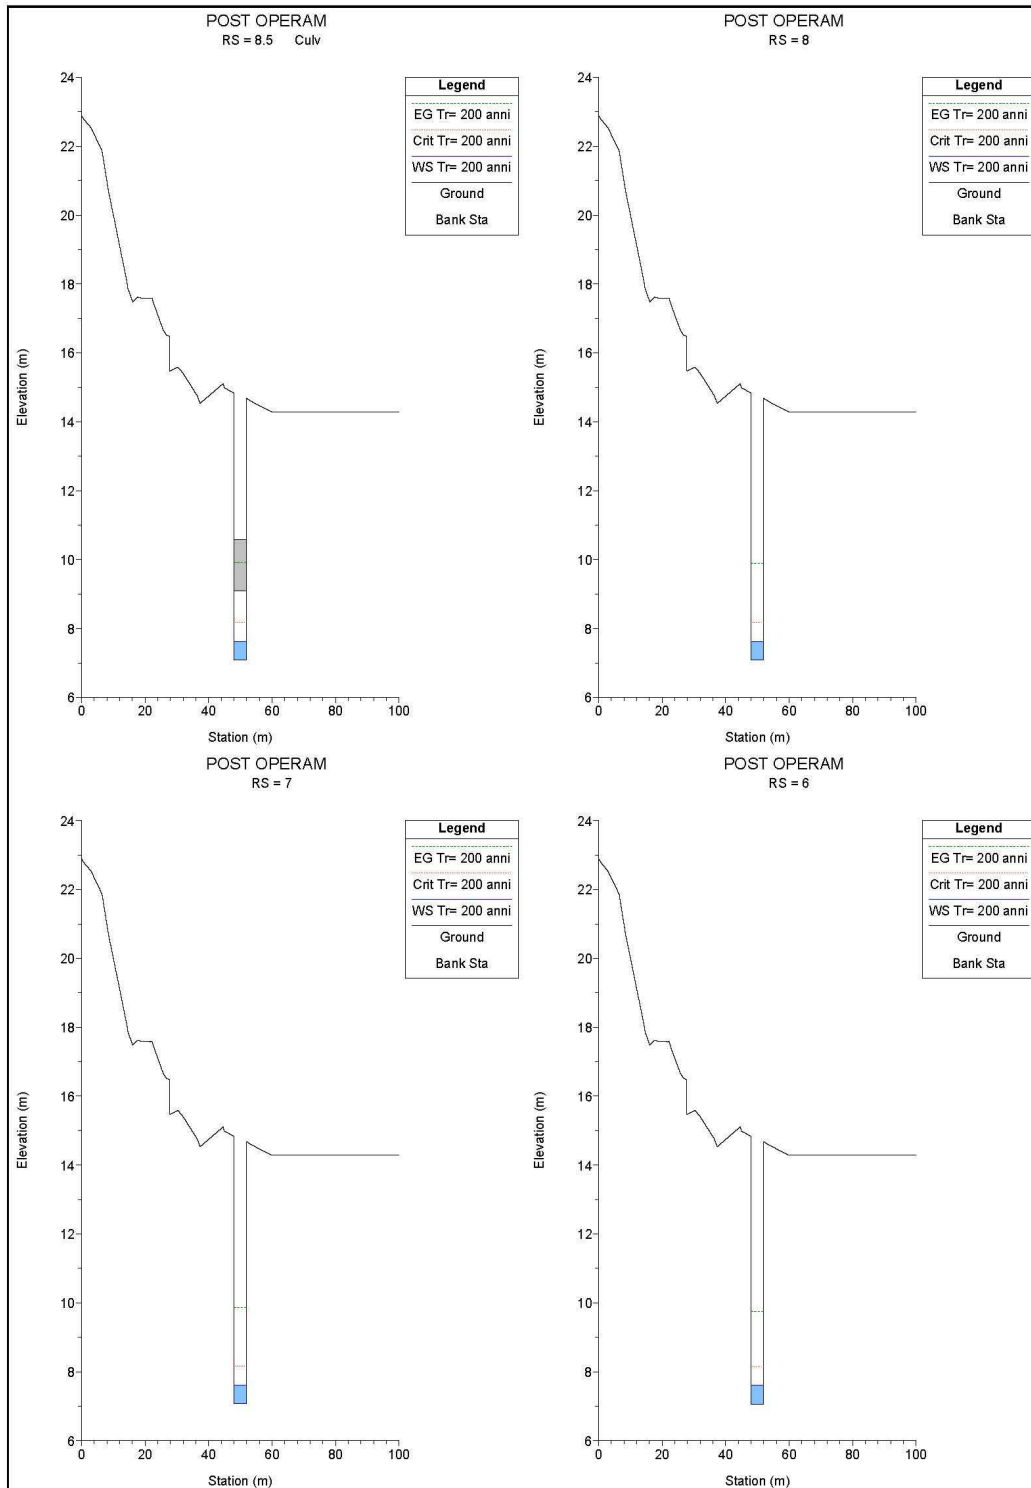 POST OPERAM
RS = 8.5 Culv
Legend
EG Tr= 200 anni
Crit Tr= 200 anni
WS Tr= 200 anni
Ground
Bank Sta
24
22
20
18
16
14
12
10
8
6
Elevation (m)
0 20 40 60 80 100
Station (m)
POST OPERAM
RS = 8
Legend
EG Tr= 200 anni
Crit Tr= 200 anni
WS Tr= 200 anni
Ground
Bank Sta
24
22
20
18
16
14
12
10
8
6
Elevation (m)
0 20 40 60 80 100
Station (m)
POST OPERAM
RS = 7
Legend
EG Tr= 200 anni
Crit Tr= 200 anni
WS Tr= 200 anni
Ground
Bank Sta
24
22
20
18
16
14
12
10
8
6
Elevation (m)
0 20 40 60 80 100
Station (m)
POST OPERAM
RS = 6
Legend
EG Tr= 200 anni
Crit Tr= 200 anni
WS Tr= 200 anni
Ground
Bank Sta
24
22
20
18
16
14
12
10
8
6
Elevation (m)
0 20 40 60 80 100
Station (m)